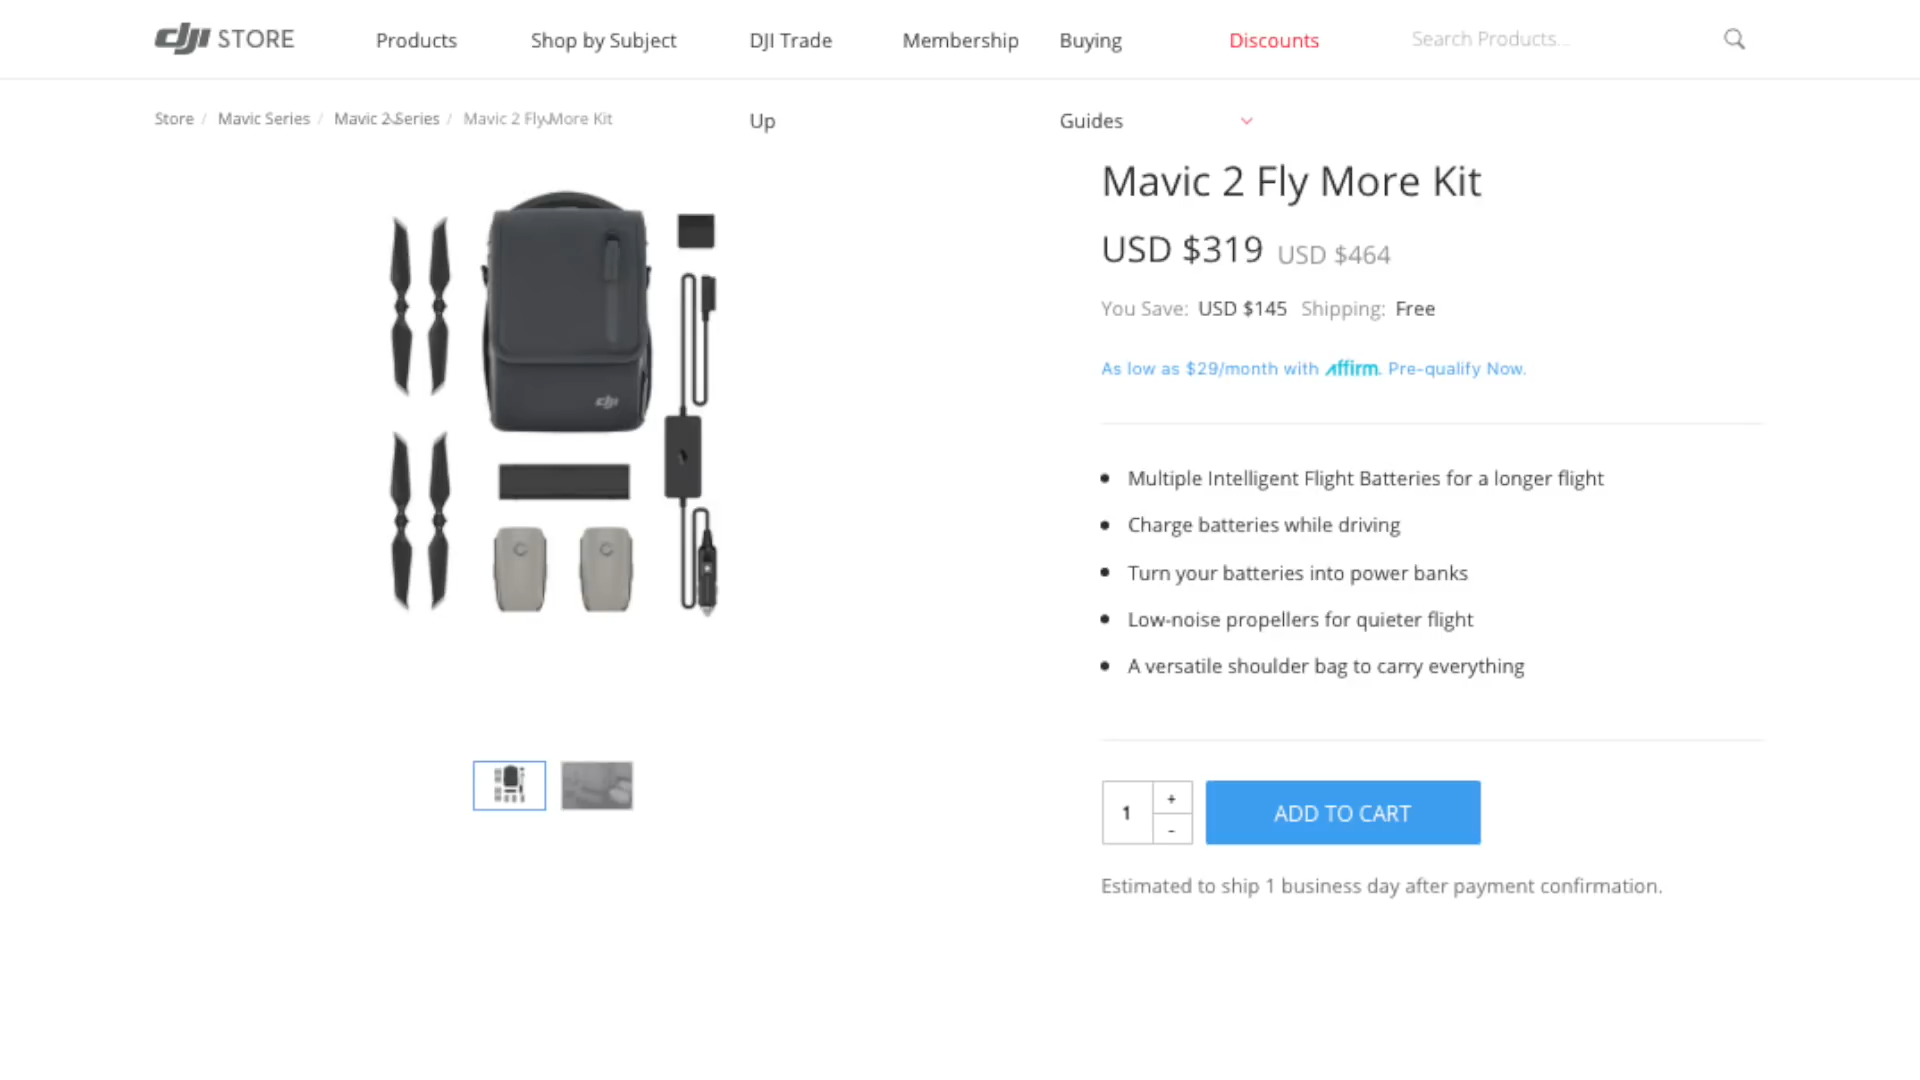 dji STORE
Products
Shop by Subject
DJI Trade Up
Membership
Buying Guides
Discounts
Search Products...
Store / Mavic Series / Mavic 2 Series / Mavic 2 Fly More Kit
dji
Mavic 2 Fly More Kit
USD $319 USD $464
You Save: USD $145 Shipping: Free
As low as $29/month with affirm. Pre-qualify Now.
Multiple Intelligent Flight Batteries for a longer flight
Charge batteries while driving
Turn your batteries into power banks
Low-noise propellers for quieter flight
A versatile shoulder bag to carry everything
1
+
-
ADD TO CART
Estimated to ship 1 business day after payment confirmation.